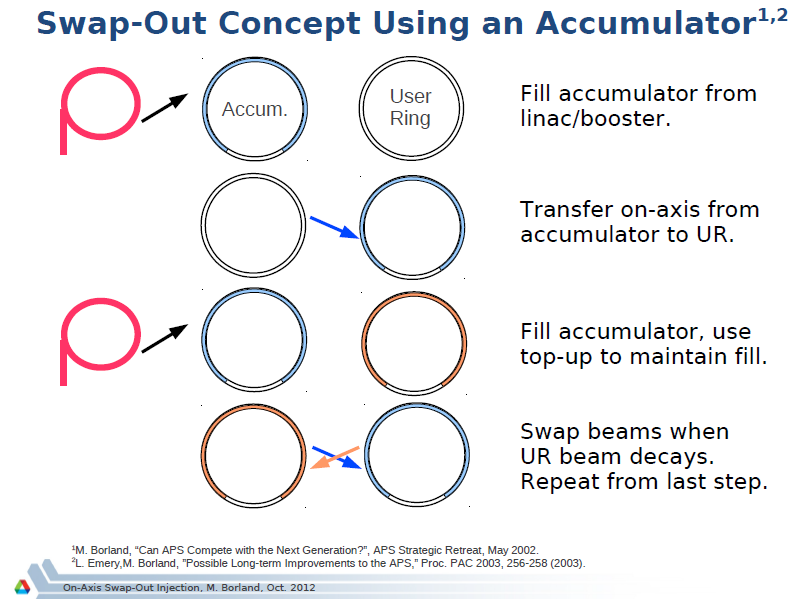 Swap-Out Concept Using an Accumulator1,2
Accum.
User
Ring
Fill accumulator from
linac/booster.
Transfer on-axis from
accumulator to UR.
Fill accumulator, use
top-up to maintain fill.
Swap beams when
UR beam decays.
Repeat from last step.
1M. Borland, “Can APS Compete with the Next Generation?”, APS Strategic Retreat, May 2002.
2L. Emery,M. Borland, ”Possible Long-term Improvements to the APS,” Proc. PAC 2003, 256-258 (2003).
On-Axis Swap-Out Injection, M. Borland, Oct. 2012